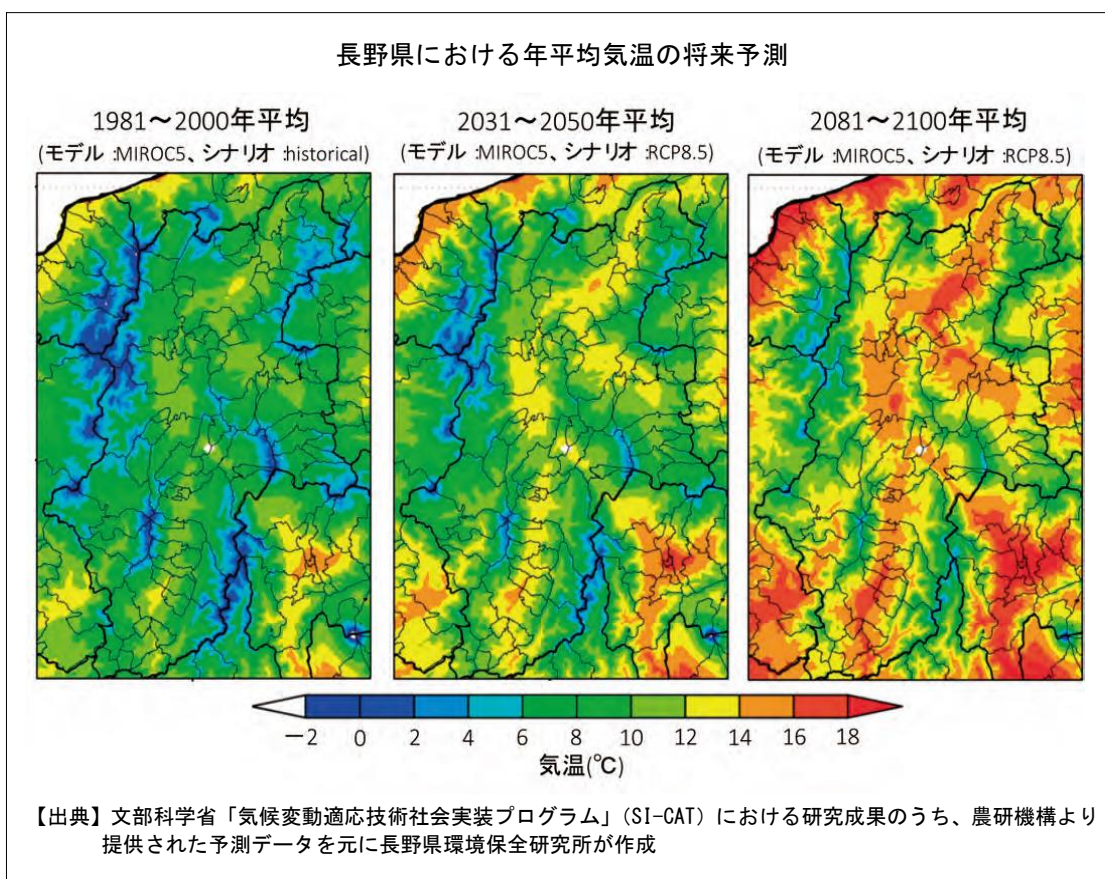 長野県における年平均気温の将来予測
1981～2000年平均
(モデル :MIROC5、シナリオ :historical)
2031～2050年平均
(モデル :MIROC5、シナリオ :RCP8.5)
2081～2100年平均
(モデル :MIROC5、シナリオ :RCP8.5)
－2 0 2 4 6 8 10 12 14 16 18
気温(℃)
【出典】文部科学省「気候変動適応技術社会実装プログラム」(SI-CAT) における研究成果のうち、農研機構より
提供された予測データを元に長野県環境保全研究所が作成